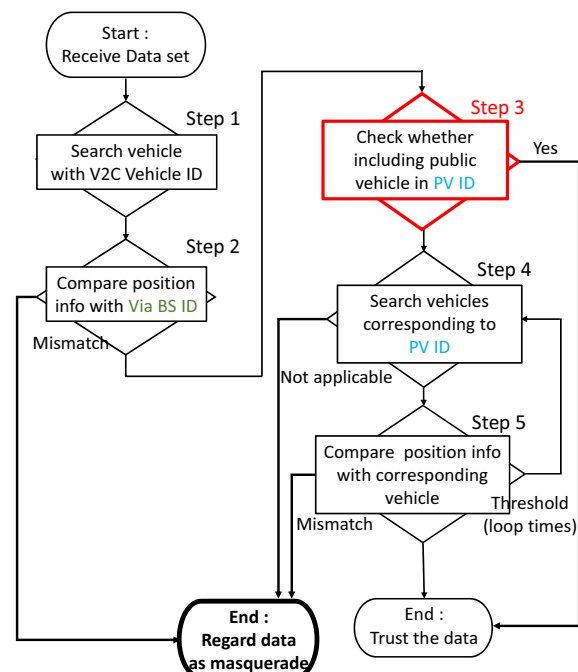 Start :
Receive Data set
Step 1
Search vehicle
with V2C Vehicle ID
Step 2
Compare position
info with Via BS ID
Mismatch
Step 3
Check whether
including public
vehicle in PV ID
Yes
Step 4
Search vehicles
corresponding to
PV ID
Not applicable
Step 5
Compare position info
with corresponding
vehicle
Mismatch
Threshold
(loop times)
End :
Regard data
as masquerade
End :
Trust the data